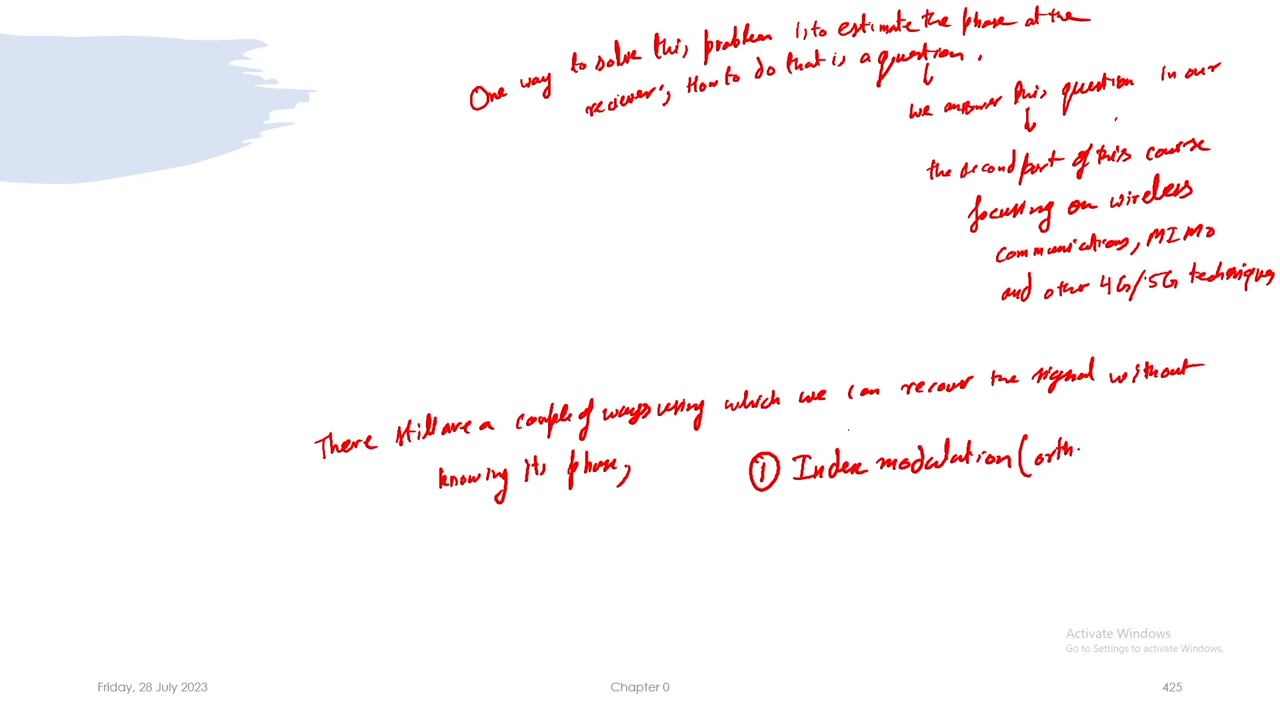 One way to solve this problem is to estimate the phase at the
reciever; How to do that is a question.
we answer this question in our
the second part of this course
focussing on wireless
communications, MIMO
and other 4G/5G techniques
There still are a couple of ways using which we can recover the signal without
knowing its phase, ① Index modulation (orth.
Activate Windows
Go to Settings to activate Windows.
Friday, 28 July 2023 Chapter 0 425